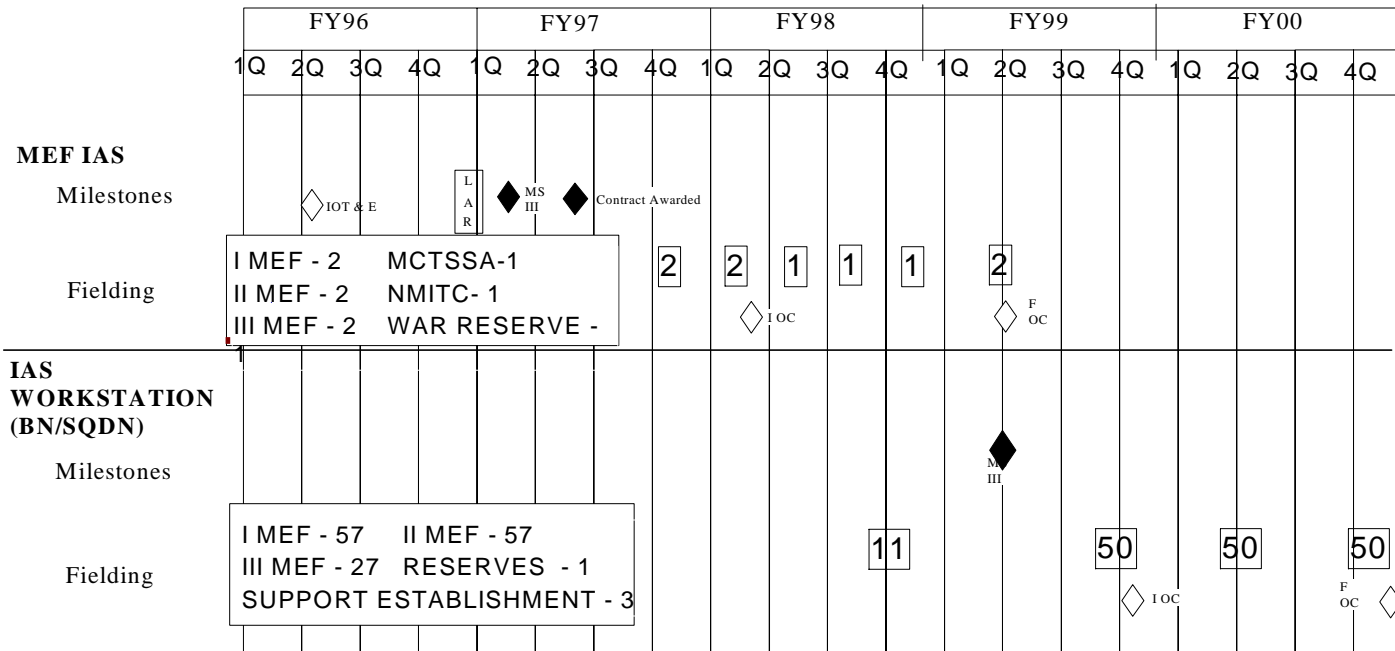 FY96 FY97 FY98 FY99 FY00
1Q 2Q 3Q 4Q 1Q 2Q 3Q 4Q 1Q 2Q 3Q 4Q 1Q 2Q 3Q 4Q 1Q 2Q 3Q 4Q
MEF IAS
Milestones
IOT & E
L
A
R
MS
III
Contract Awarded
Fielding
I MEF - 2 MCTSSA-1
II MEF - 2 NMITC- 1
III MEF - 2 WAR RESERVE -
1
2 2 1 1 1 2
I OC
F
OC
IAS
WORKSTATION
(BN/SQDN)
Milestones
M
III
Fielding
I MEF - 57 II MEF - 57
III MEF - 27 RESERVES - 1
SUPPORT ESTABLISHMENT - 3
11 50 50 50
I OC
F
OC